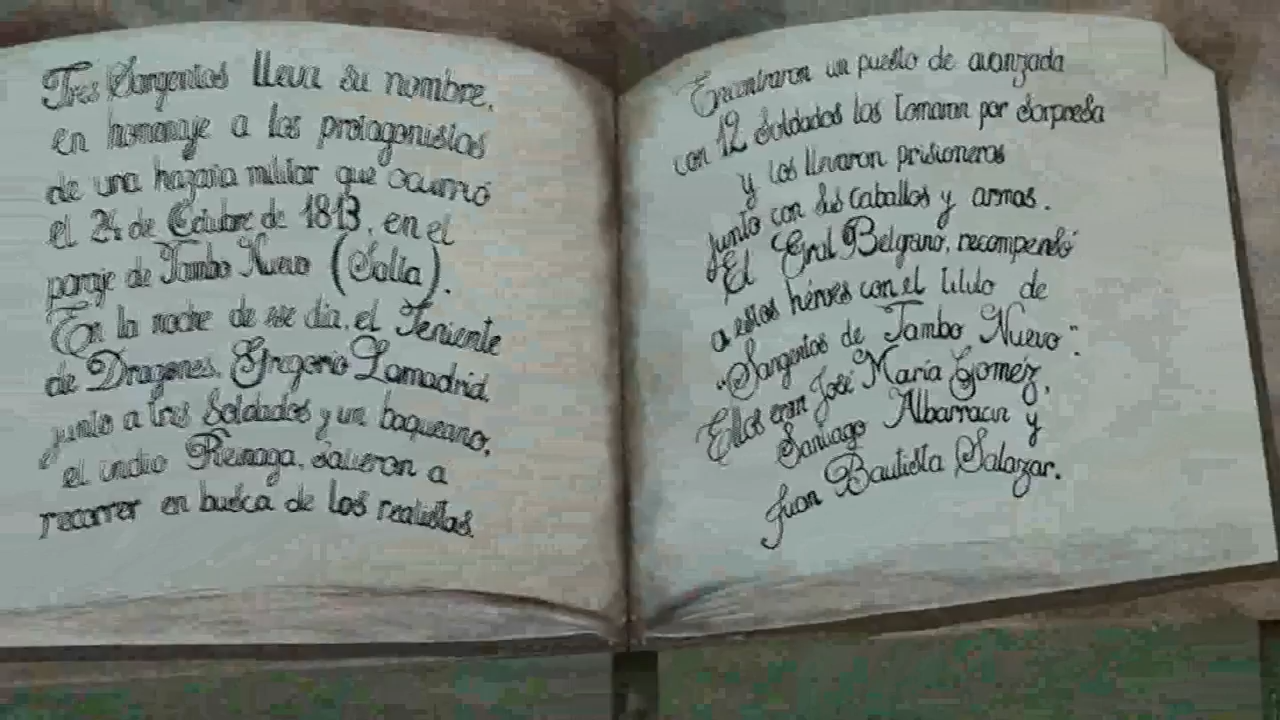 Tres Sargentos lleva su nombre,
en homenaje a los protagonistas
de una hazaña militar que ocurrió
el 24 de Octubre de 1813, en el
paraje de Tambo Nuevo (Salta).
En la noche de ese día, el Teniente
de Dragones, Gregorio Lamadrid
junto a tres Soldados y un baqueano,
el indio Reinaga, salieron a
recorrer en busca de los realistas.
Encontraron un puesto de avanzada
con 12 Soldados los tomaron por sorpresa
y los llevaron prisioneros
junto con sus caballos y armas.
El Gral Belgrano, recompensó
a estos héroes con el título de
"Sargentos de Tambo Nuevo".
Ellos eran José María Goméz,
Santiago Albarracin y
Juan Bautista Salazar.